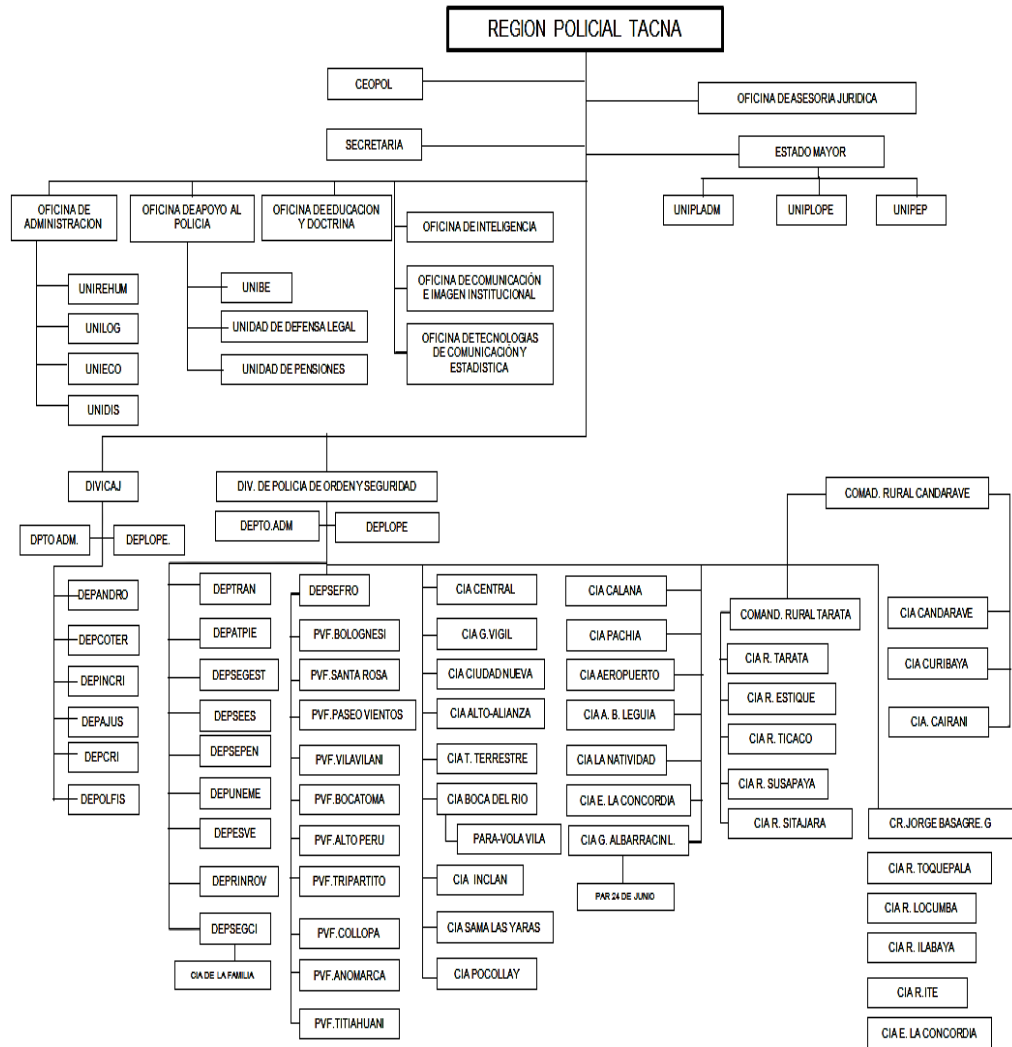 REGION POLICIAL TACNA
CEOPOL
OFICINA DE ASESORIA JURIDICA
SECRETARIA
ESTADO MAYOR
UNIPLADM
UNIPLOPE
UNIPEP
OFICINA DE
ADMINISTRACION
OFICINA DE APOYO AL
POLICIA
OFICINA DE EDUCACION
Y DOCTRINA
OFICINA DE INTELIGENCIA
OFICINA DE COMUNICACIÓN
E IMAGEN INSTITUCIONAL
OFICINA DE TECNOLOGIAS
DE COMUNICACIÓN Y
ESTADISTICA
UNIREHUM
UNILOG
UNIECO
UNIDIS
UNIBE
UNIDAD DE DEFENSA LEGAL
UNIDAD DE PENSIONES
DIVICAJ
DIV. DE POLICIA DE ORDEN Y SEGURIDAD
COMAD. RURAL CANDARAVE
DPTO ADM.
DEPLOPE.
DEPTO.ADM
DEPLOPE
DEPANDRO
DEPCOTER
DEPINCRI
DEPAJUS
DEPCRI
DEPOLFIS
DEPTRAN
DEPATPIE
DEPSEGEST
DEPSEES
DEPSEPEN
DEPUNEME
DEPESVE
DEPRINROV
DEPSEGCI
CIA DE LA FAMILIA
DEPSEFRO
PVF.BOLOGNESI
PVF.SANTA ROSA
PVF.PASEO VIENTOS
PVF.VILAVILANI
PVF.BOCATOMA
PVF.ALTO PERU
PVF.TRIPARTITO
PVF.COLLOPA
PVF.ANOMARCA
PVF.TITIAHUANI
CIA CENTRAL
CIA G.VIGIL
CIA CIUDAD NUEVA
CIA ALTO-ALIANZA
CIA T. TERRESTRE
CIA BOCA DEL RIO
PARA-VOLA VILA
CIA INCLAN
CIA SAMA LAS YARAS
CIA POCOLLAY
CIA CALANA
CIA PACHIA
CIA AEROPUERTO
CIA A. B. LEGUIA
CIA LA NATIVIDAD
CIA E. LA CONCORDIA
CIA G. ALBARRACIN L.
PAR 24 DE JUNIO
COMAND. RURAL TARATA
CIA R. TARATA
CIA R. ESTIQUE
CIA R. TICACO
CIA R. SUSAPAYA
CIA R. SITAJARA
CIA CANDARAVE
CIA CURIBAYA
CIA. CAIRANI
CR.JORGE BASAGRE. G
CIA R. TOQUEPALA
CIA R. LOCUMBA
CIA R. ILABAYA
CIA R. ITE
CIA E. LA CONCORDIA